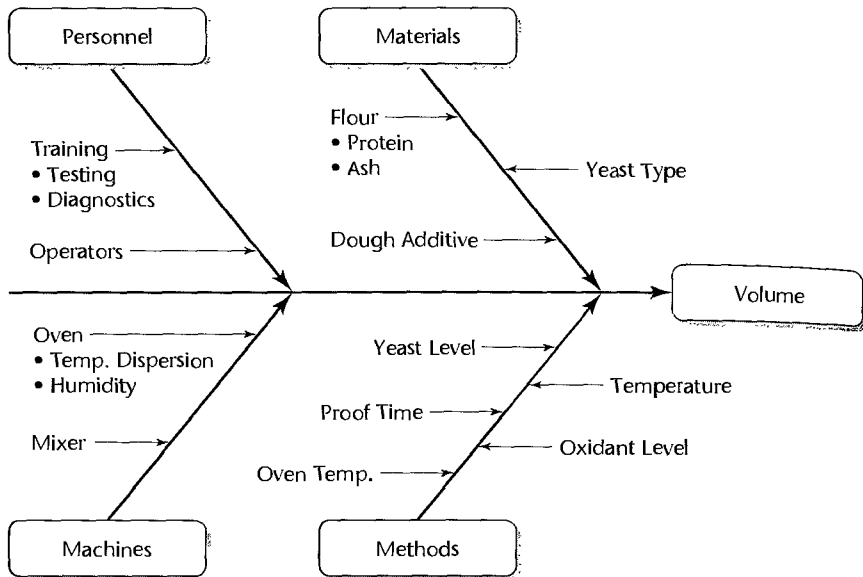 Personnel
Materials
Training
• Testing
• Diagnostics
Operators
Flour
• Protein
• Ash
Yeast Type
Dough Additive
Volume
Oven
• Temp. Dispersion
• Humidity
Mixer
Yeast Level
Temperature
Proof Time
Oxidant Level
Oven Temp.
Machines
Methods